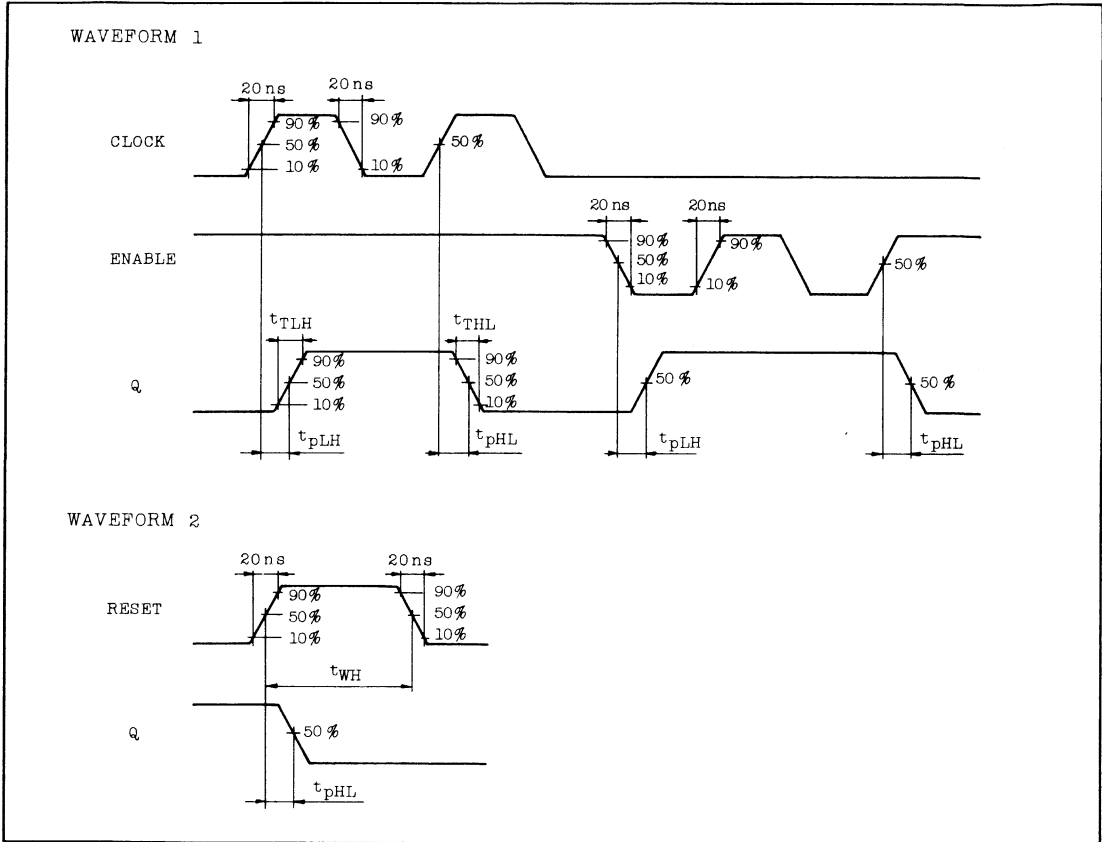 WAVEFORM 1
20 ns 20 ns
CLOCK
90% 90%
50% 50%
10% 10%
20 ns 20 ns
ENABLE
90% 90%
50% 50%
10% 10%
tTLH tTHL
Q
90% 90%
50% 50% 50% 50%
10% 10%
tpLH tpHL tpLH tpHL
WAVEFORM 2
20 ns 20 ns
RESET
90% 90%
50% 50%
10% 10%
tWH
Q
50%
tpHL